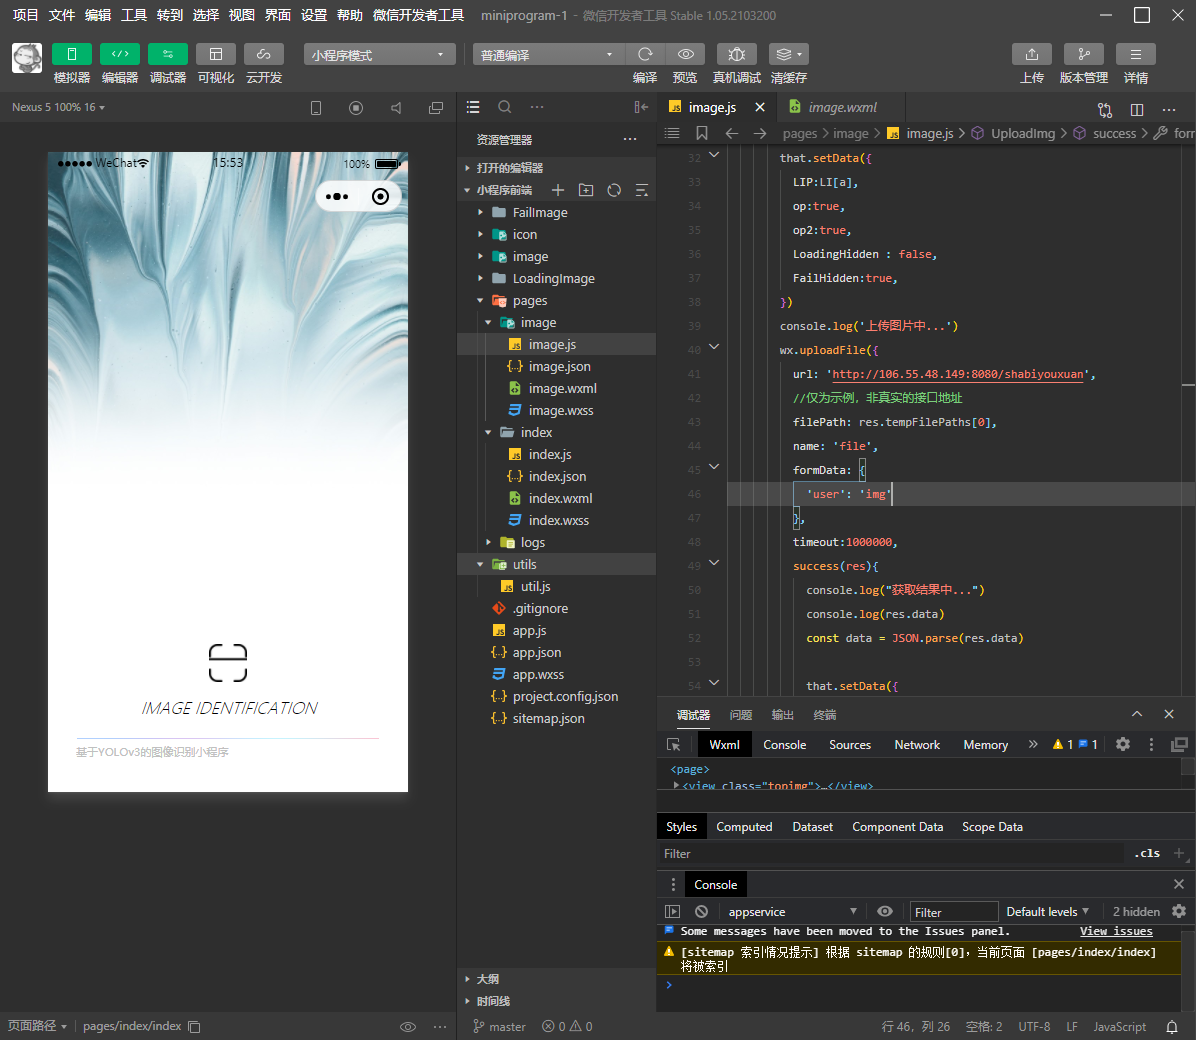 项目 文件 编辑 工具 转到 选择 视图 界面 设置 帮助 微信开发者工具 miniprogram-1 - 微信开发者工具 Stable 1.05.2103200
小程序模式 普通编译
模拟器 编辑器 调试器 可视化 云开发 编译 预览 真机调试 清缓存 上传 版本管理 详情
Nexus 5 100% 16
WeChat 15:53 100%
IMAGE IDENTIFICATION
基于YOLOv3的图像识别小程序
页面路径 pages/index/index
资源管理器
打开的编辑器
小程序前端
FailImage
icon
image
LoadingImage
pages
image
image.js
image.json
image.wxml
image.wxss
index
index.js
index.json
index.wxml
index.wxss
logs
utils
util.js
.gitignore
app.js
app.json
app.wxss
project.config.json
sitemap.json
大纲
时间线
master 0 0
image.js image.wxml
pages > image > image.js > UploadImg > success > forr
32 that.setData({
33 LIP:LI[a],
34 op:true,
35 op2:true,
36 LoadingHidden : false,
37 FailHidden:true,
38 })
39 console.log('上传图片中...')
40 wx.uploadFile({
41 url: 'http://106.55.48.149:8080/shabiyouxuan',
42 //仅为示例，非真实的接口地址
43 filePath: res.tempFilePaths[0],
44 name: 'file',
45 formData: {
46 'user': 'img'
47 },
48 timeout:1000000,
49 success(res){
50 console.log("获取结果中...")
51 console.log(res.data)
52 const data = JSON.parse(res.data)
53
54 that.setData({
调试器 问题 输出 终端
Wxml Console Sources Network Memory » 1 1
<page>
<view class="topimg">…</view>
Styles Computed Dataset Component Data Scope Data
Filter .cls +
Console
appservice Filter Default levels 2 hidden
Some messages have been moved to the Issues panel. View issues
[sitemap 索引情况提示] 根据 sitemap 的规则[0]，当前页面 [pages/index/index]
将被索引
行 46，列 26 空格: 2 UTF-8 LF JavaScript